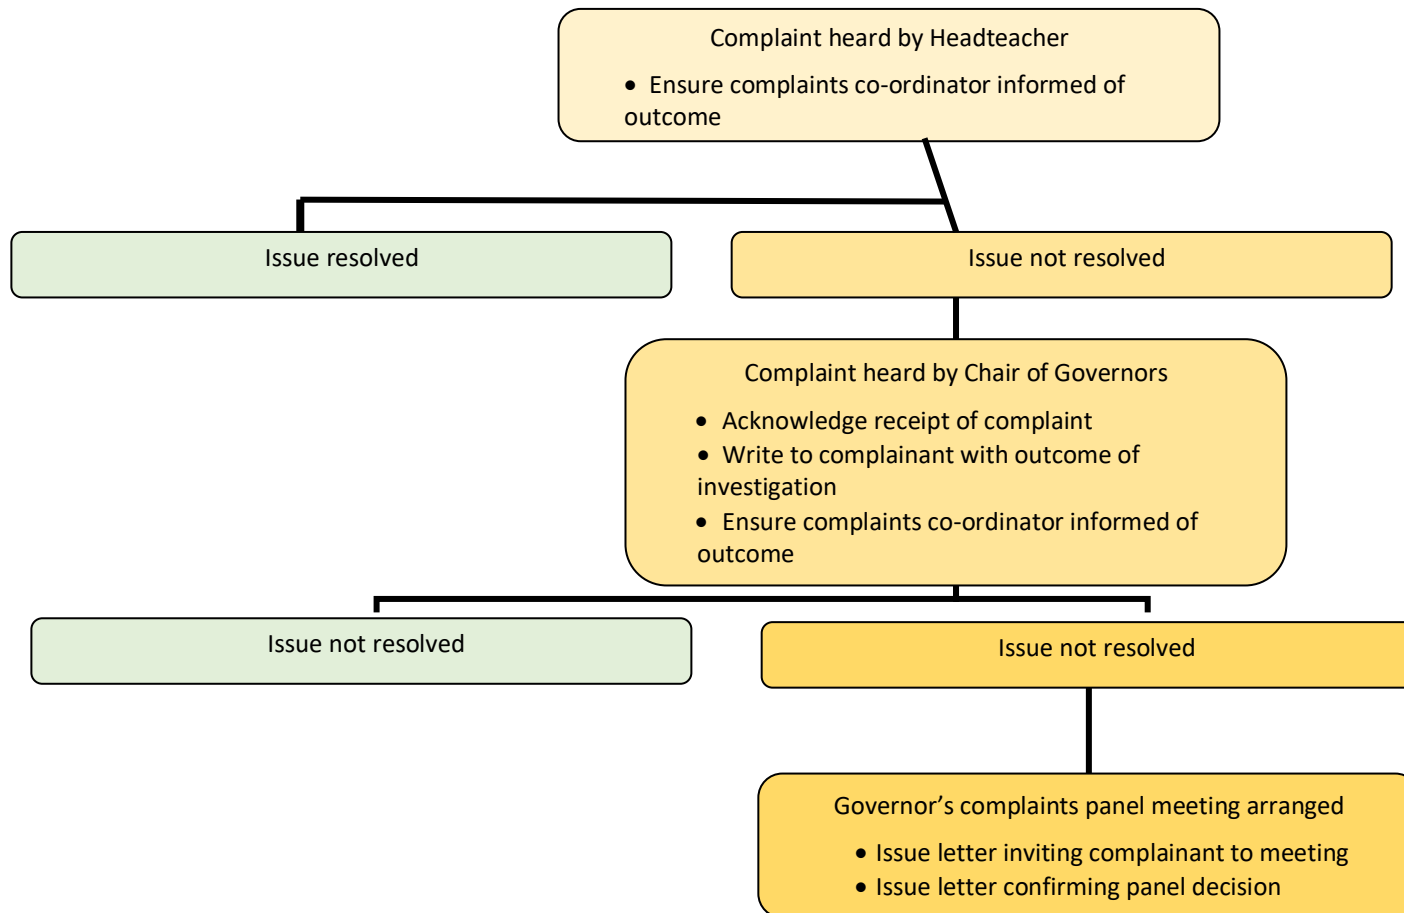 Complaint heard by Headteacher
• Ensure complaints co-ordinator informed of
outcome
Issue resolved
Issue not resolved
Complaint heard by Chair of Governors
• Acknowledge receipt of complaint
• Write to complainant with outcome of
investigation
• Ensure complaints co-ordinator informed of
outcome
Issue not resolved
Issue not resolved
Governor’s complaints panel meeting arranged
• Issue letter inviting complainant to meeting
• Issue letter confirming panel decision